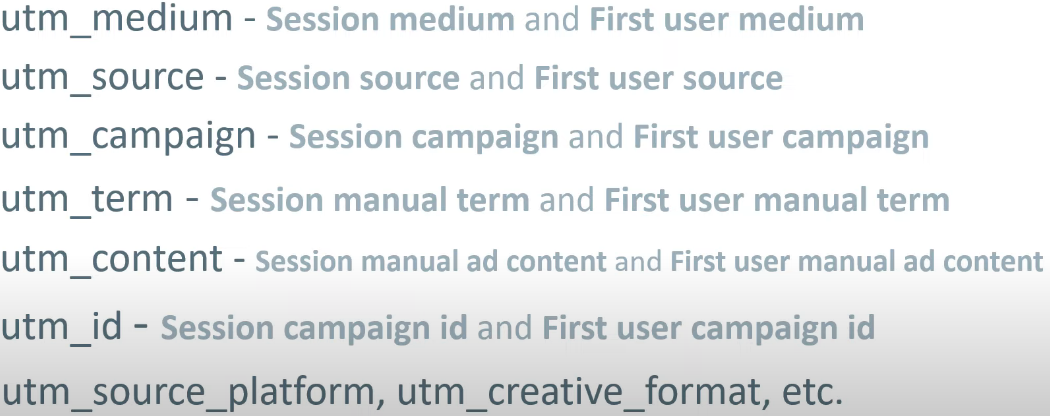 utm_medium - Session medium and First user medium
utm_source - Session source and First user source
utm_campaign - Session campaign and First user campaign
utm_term - Session manual term and First user manual term
utm_content - Session manual ad content and First user manual ad content
utm_id - Session campaign id and First user campaign id
utm_source_platform, utm_creative_format, etc.